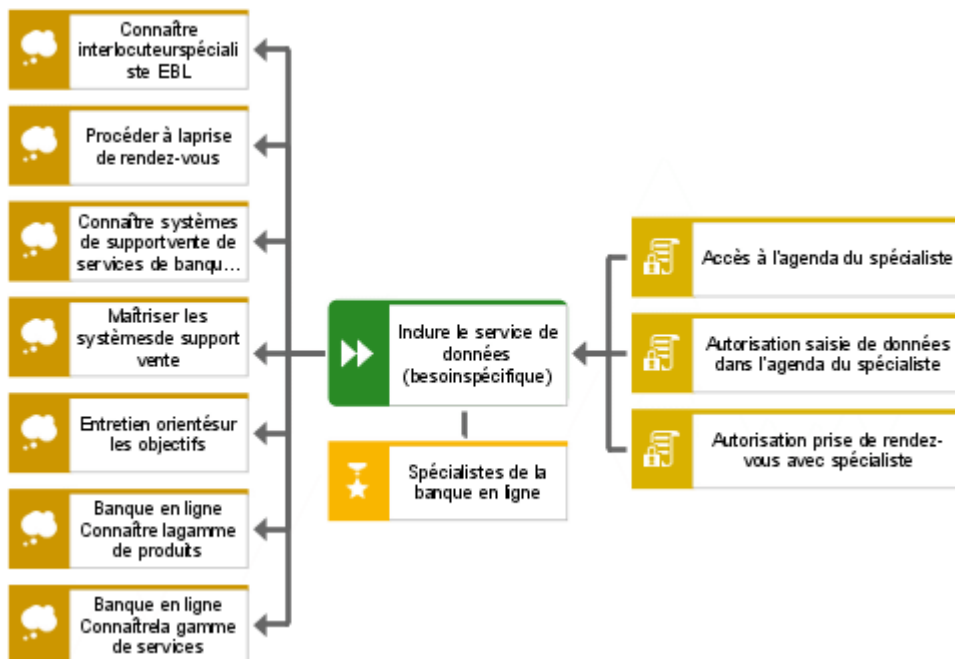 Connaître
interlocuteurspéciali
ste EBL
Procéder à laprise
de rendez-vous
Connaître systèmes
de supportvente de
services de banqu...
Maîtriser les
systèmesde support
vente
Entretien orientésur
les objectifs
Banque en ligne
Connaître lagamme
de produits
Banque en ligne
Connaîtrela gamme
de services
Inclure le service de
données
(besoinspécifique)
Spécialistes de la
banque en ligne
Accès à l'agenda du spécialiste
Autorisation saisie de données
dans l'agenda du spécialiste
Autorisation prise de rendez-
vous avec spécialiste